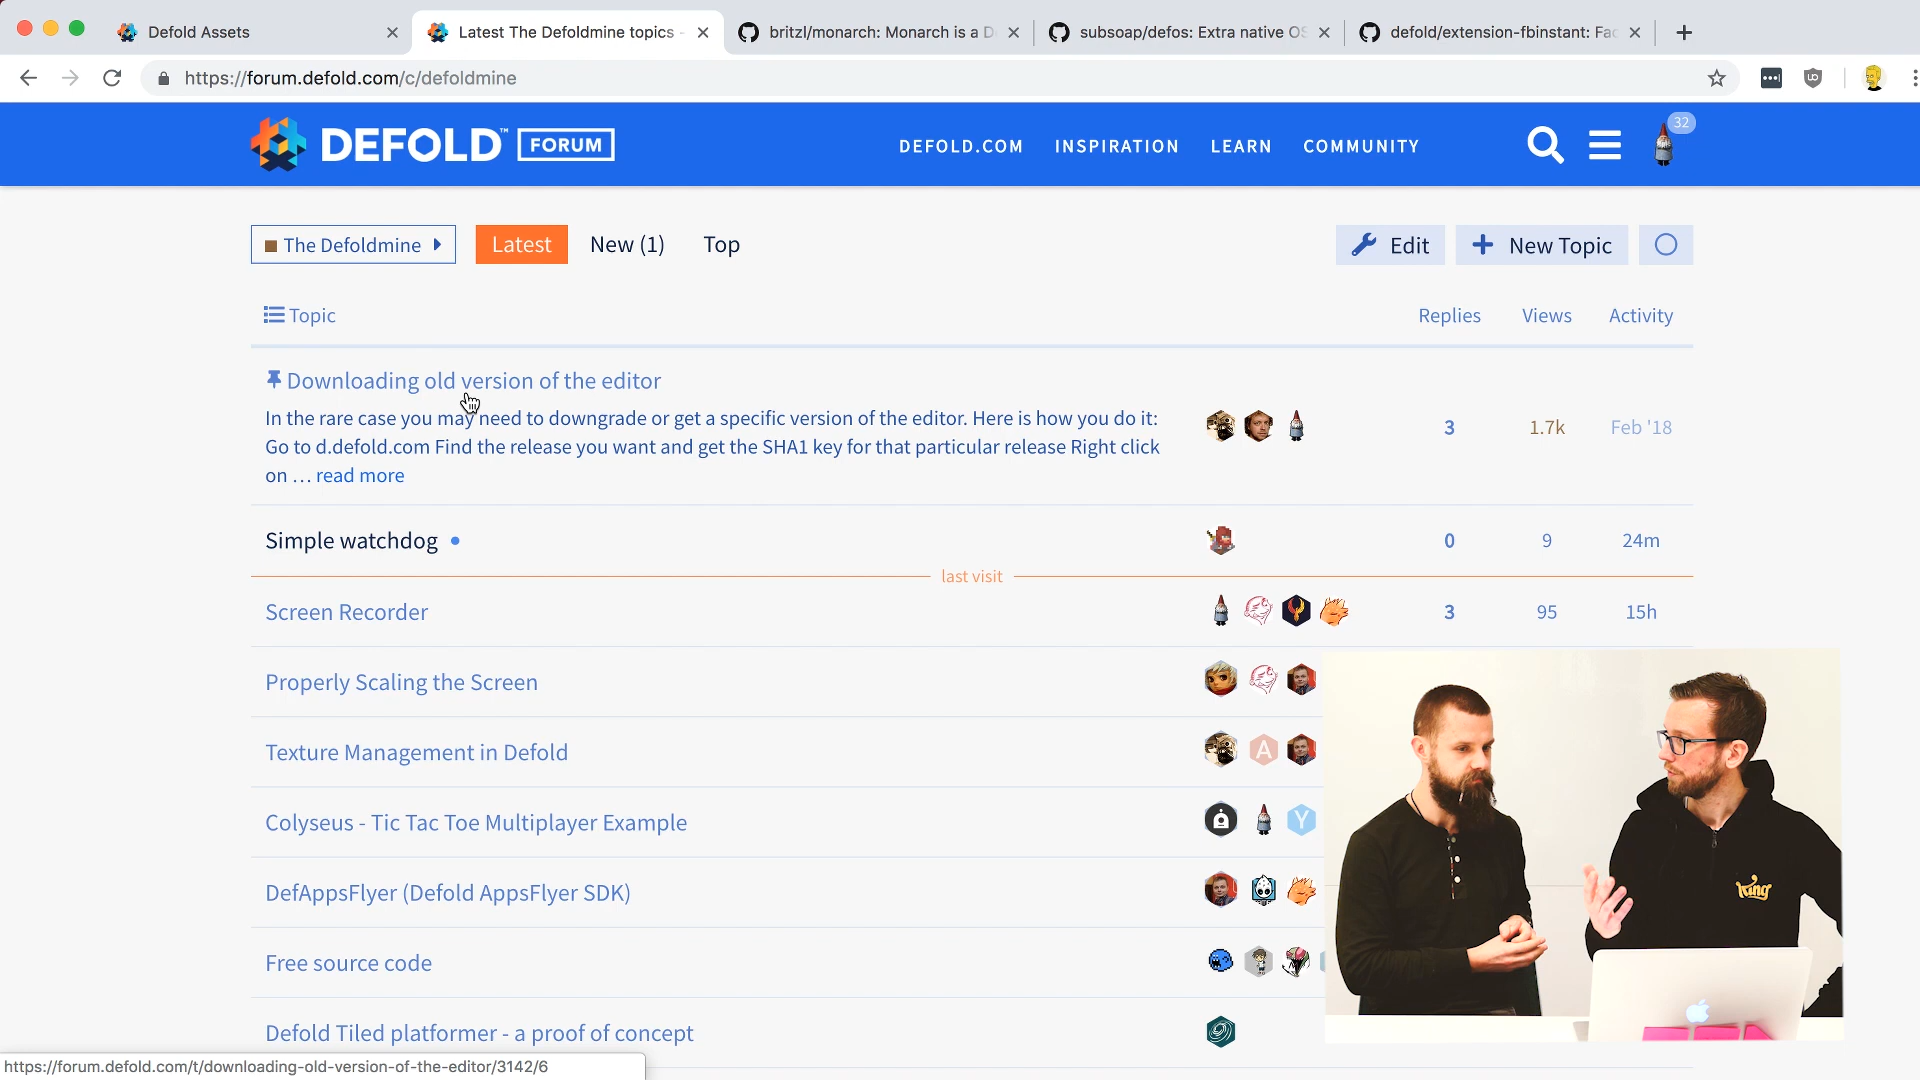 Defold Assets
Latest The Defoldmine topics -
britzl/monarch: Monarch is a D
subsoap/defos: Extra native OS
defold/extension-fbinstant: Fac
https://forum.defold.com/c/defoldmine
DEFOLD™ FORUM
DEFOLD.COM INSPIRATION LEARN COMMUNITY
32
The Defoldmine Latest New (1) Top
Edit + New Topic
Topic Replies Views Activity
Downloading old version of the editor
In the rare case you may need to downgrade or get a specific version of the editor. Here is how you do it:
Go to d.defold.com Find the release you want and get the SHA1 key for that particular release Right click
on … read more
3 1.7k Feb '18
Simple watchdog 0 9 24m
last visit
Screen Recorder 3 95 15h
Properly Scaling the Screen
Texture Management in Defold
A
Colyseus - Tic Tac Toe Multiplayer Example
Y
DefAppsFlyer (Defold AppsFlyer SDK)
king
Free source code
Defold Tiled platformer - a proof of concept
https://forum.defold.com/t/downloading-old-version-of-the-editor/3142/6